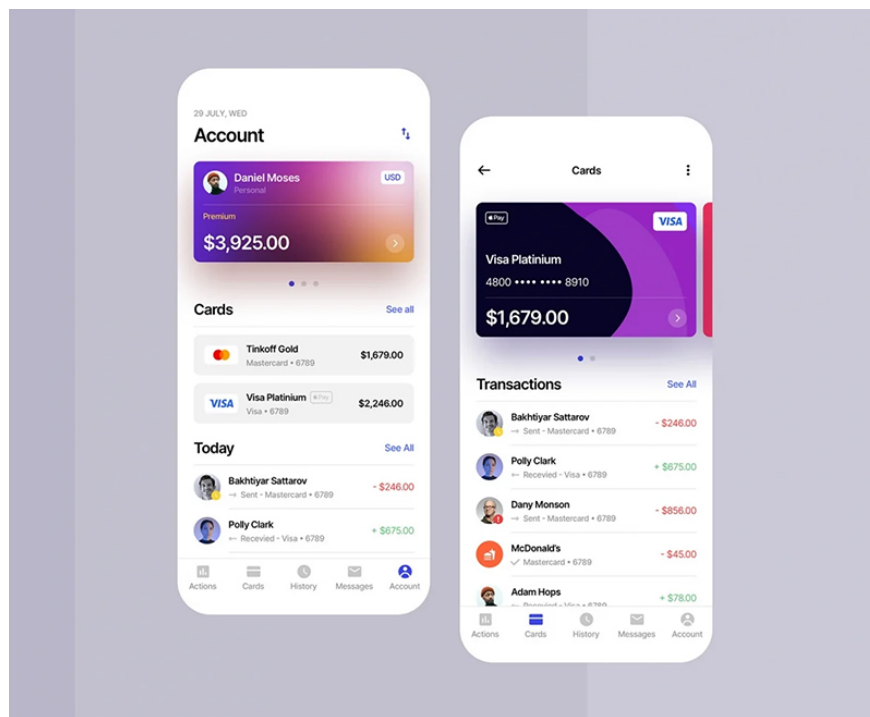 29 JULY, WED
Account
Daniel Moses
USD
Personal
Premium
$3,925.00
Cards
See all
Tinkoff Gold
$1,679.00
Mastercard • 6789
VISA
Visa Platinium
Pay
$2,246.00
Visa • 6789
Today
See All
Bakhtiyar Sattarov
- $246.00
→ Sent - Mastercard • 6789
Polly Clark
+ $675.00
← Recevied - Visa • 6789
Actions
Cards
History
Messages
Account
Cards
Pay
VISA
Visa Platinium
4800 •••• •••• 8910
$1,679.00
Transactions
See All
Bakhtiyar Sattarov
- $246.00
→ Sent - Mastercard • 6789
Polly Clark
+ $675.00
← Recevied - Visa • 6789
Dany Monson
- $856.00
→ Sent - Mastercard • 6789
McDonald's
- $45.00
Mastercard • 6789
Adam Hops
+ $78.00
← Recevied - Visa • 6789
Actions
Cards
History
Messages
Account